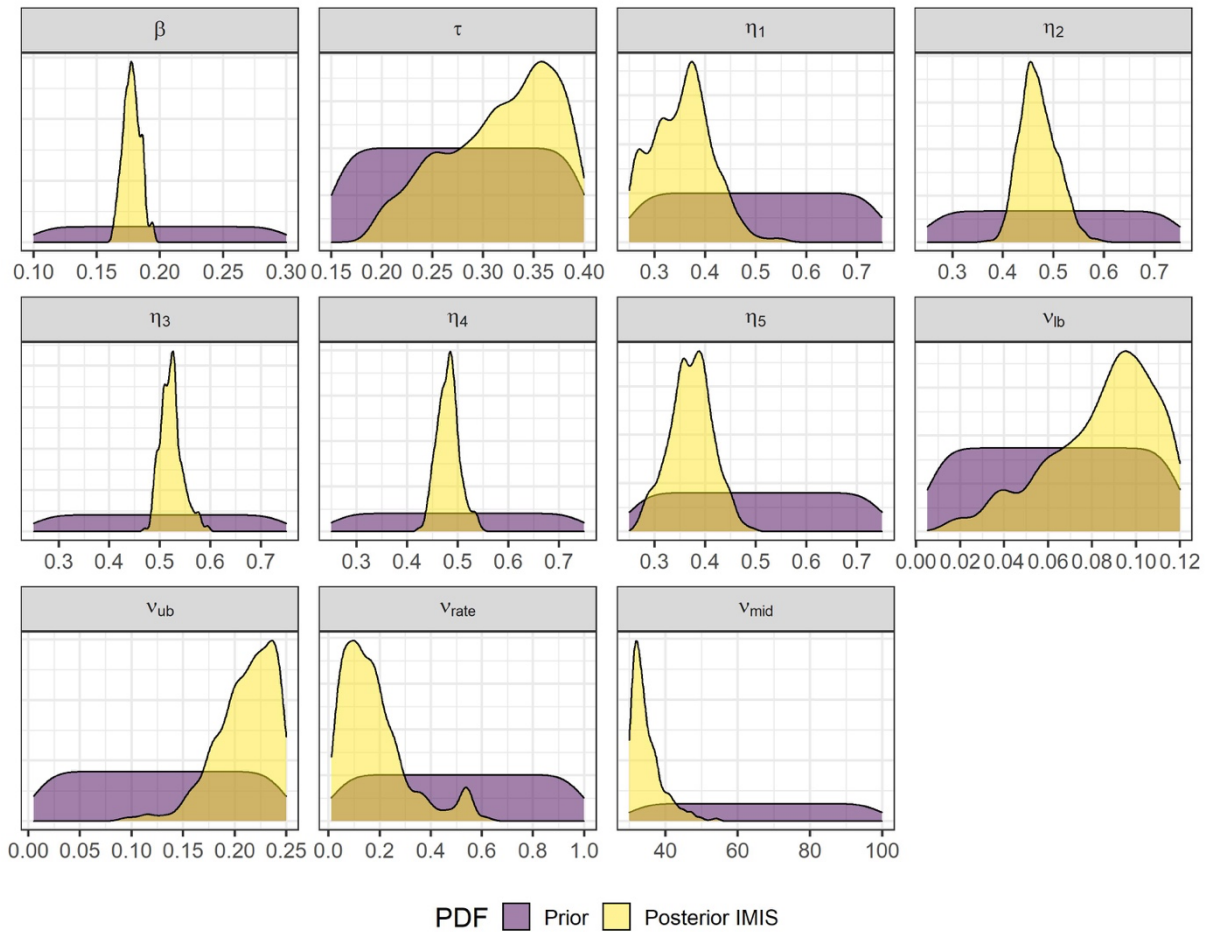 β τ η1 η2
0.10 0.15 0.20 0.25 0.30 0.15 0.20 0.25 0.30 0.35 0.40 0.3 0.4 0.5 0.6 0.7 0.3 0.4 0.5 0.6 0.7
η3 η4 η5 νlb
0.3 0.4 0.5 0.6 0.7 0.3 0.4 0.5 0.6 0.7 0.3 0.4 0.5 0.6 0.7 0.00 0.02 0.04 0.06 0.08 0.10 0.12
νub νrate νmid
0.00 0.05 0.10 0.15 0.20 0.25 0.0 0.2 0.4 0.6 0.8 1.0 40 60 80 100
PDF Prior Posterior IMIS